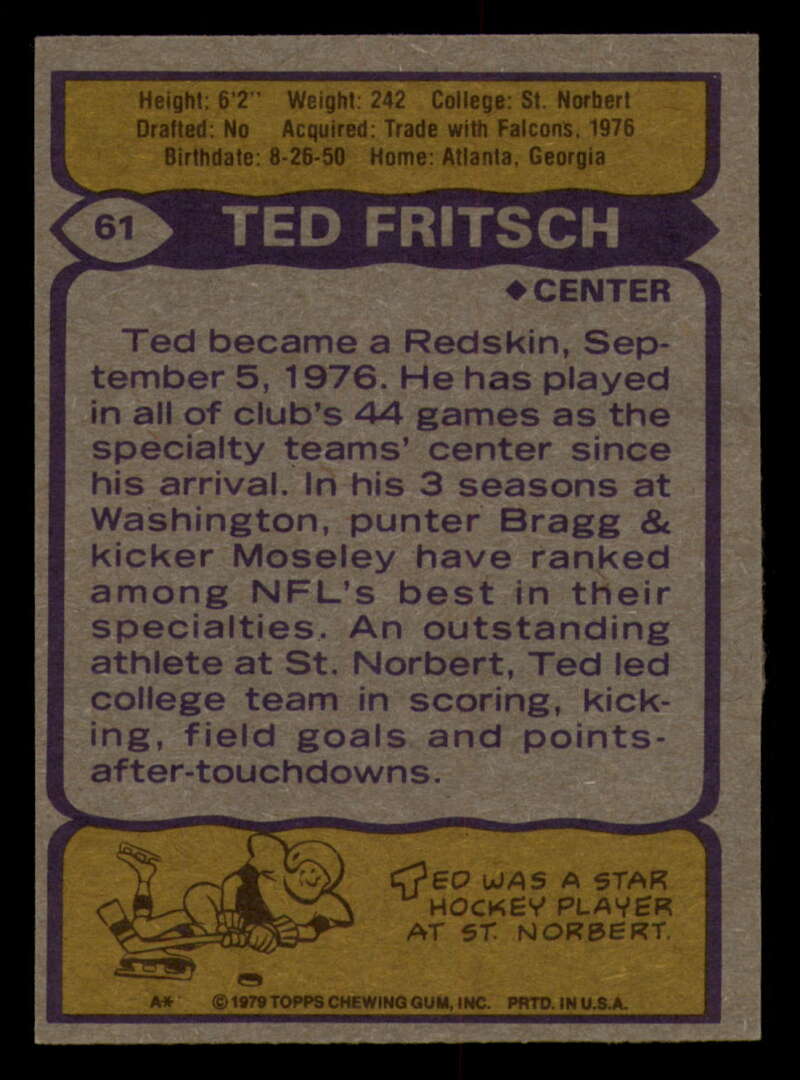 Height: 6'2" Weight: 242 College: St. Norbert
Drafted: No Acquired: Trade with Falcons, 1976
Birthdate: 8-26-50 Home: Atlanta, Georgia
61 TED FRITSCH
◆ CENTER
Ted became a Redskin, Sep-
tember 5, 1976. He has played
in all of club's 44 games as the
specialty teams' center since
his arrival. In his 3 seasons at
Washington, punter Bragg &
kicker Moseley have ranked
among NFL's best in their
specialties. An outstanding
athlete at St. Norbert, Ted led
college team in scoring, kick-
ing, field goals and points-
after-touchdowns.
TED WAS A STAR
HOCKEY PLAYER
AT ST. NORBERT.
A* © 1979 TOPPS CHEWING GUM, INC. PRTD. IN U.S.A.